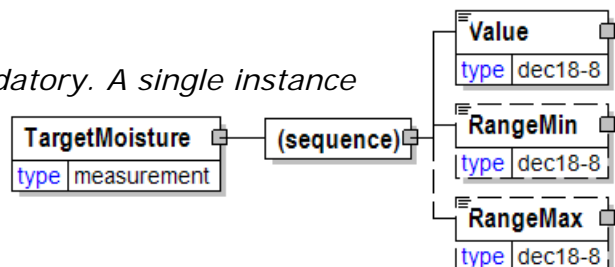 Value
type dec18-8
datory. A single instance
RangeMin
type dec18-8
TargetMoisture
type measurement
(sequence)
RangeMax
type dec18-8